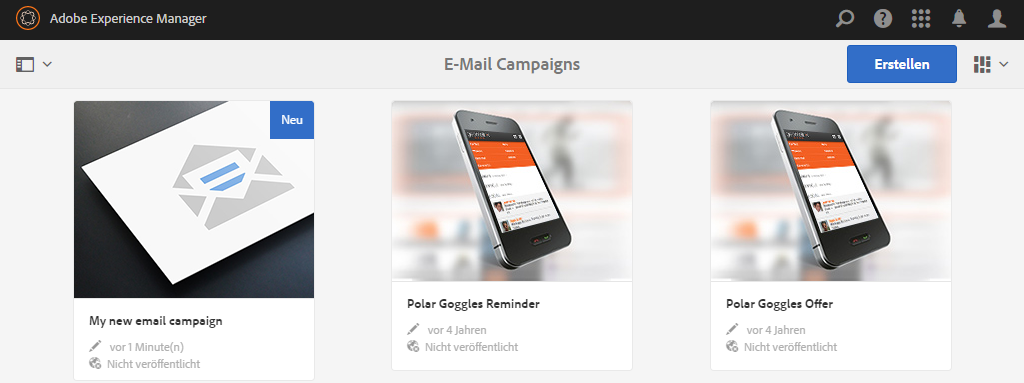 Adobe Experience Manager
E-Mail Campaigns
Erstellen
Neu
My new email campaign
vor 1 Minute(n)
Nicht veröffentlicht
Polar Goggles Reminder
vor 4 Jahren
Nicht veröffentlicht
Polar Goggles Offer
vor 4 Jahren
Nicht veröffentlicht